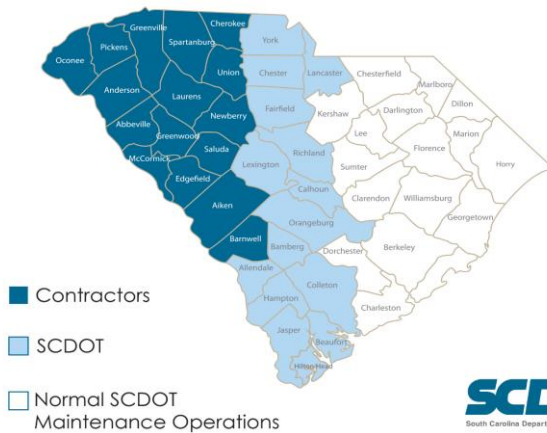 Cherokee
Greenville
York
Spartanburg
Pickens
Oconee
Union
Chester
Lancaster
Chesterfield
Marlboro
Anderson
Laurens
Dillon
Fairfield
Darlington
Newberry
Kershaw
Abbeville
Greenwood
Lee
Marion
Florence
Saluda
Richland
Horry
McCormick
Lexington
Sumter
Edgefield
Calhoun
Clarendon
Williamsburg
Aiken
Georgetown
Orangeburg
Barnwell
Bamberg
Berkeley
Dorchester
Allendale
Colleton
Hampton
Charleston
Jasper
Beaufort
Hilton Head
Contractors
SCDOT
Normal SCDOT
Maintenance Operations
SCD
South Carolina Depar